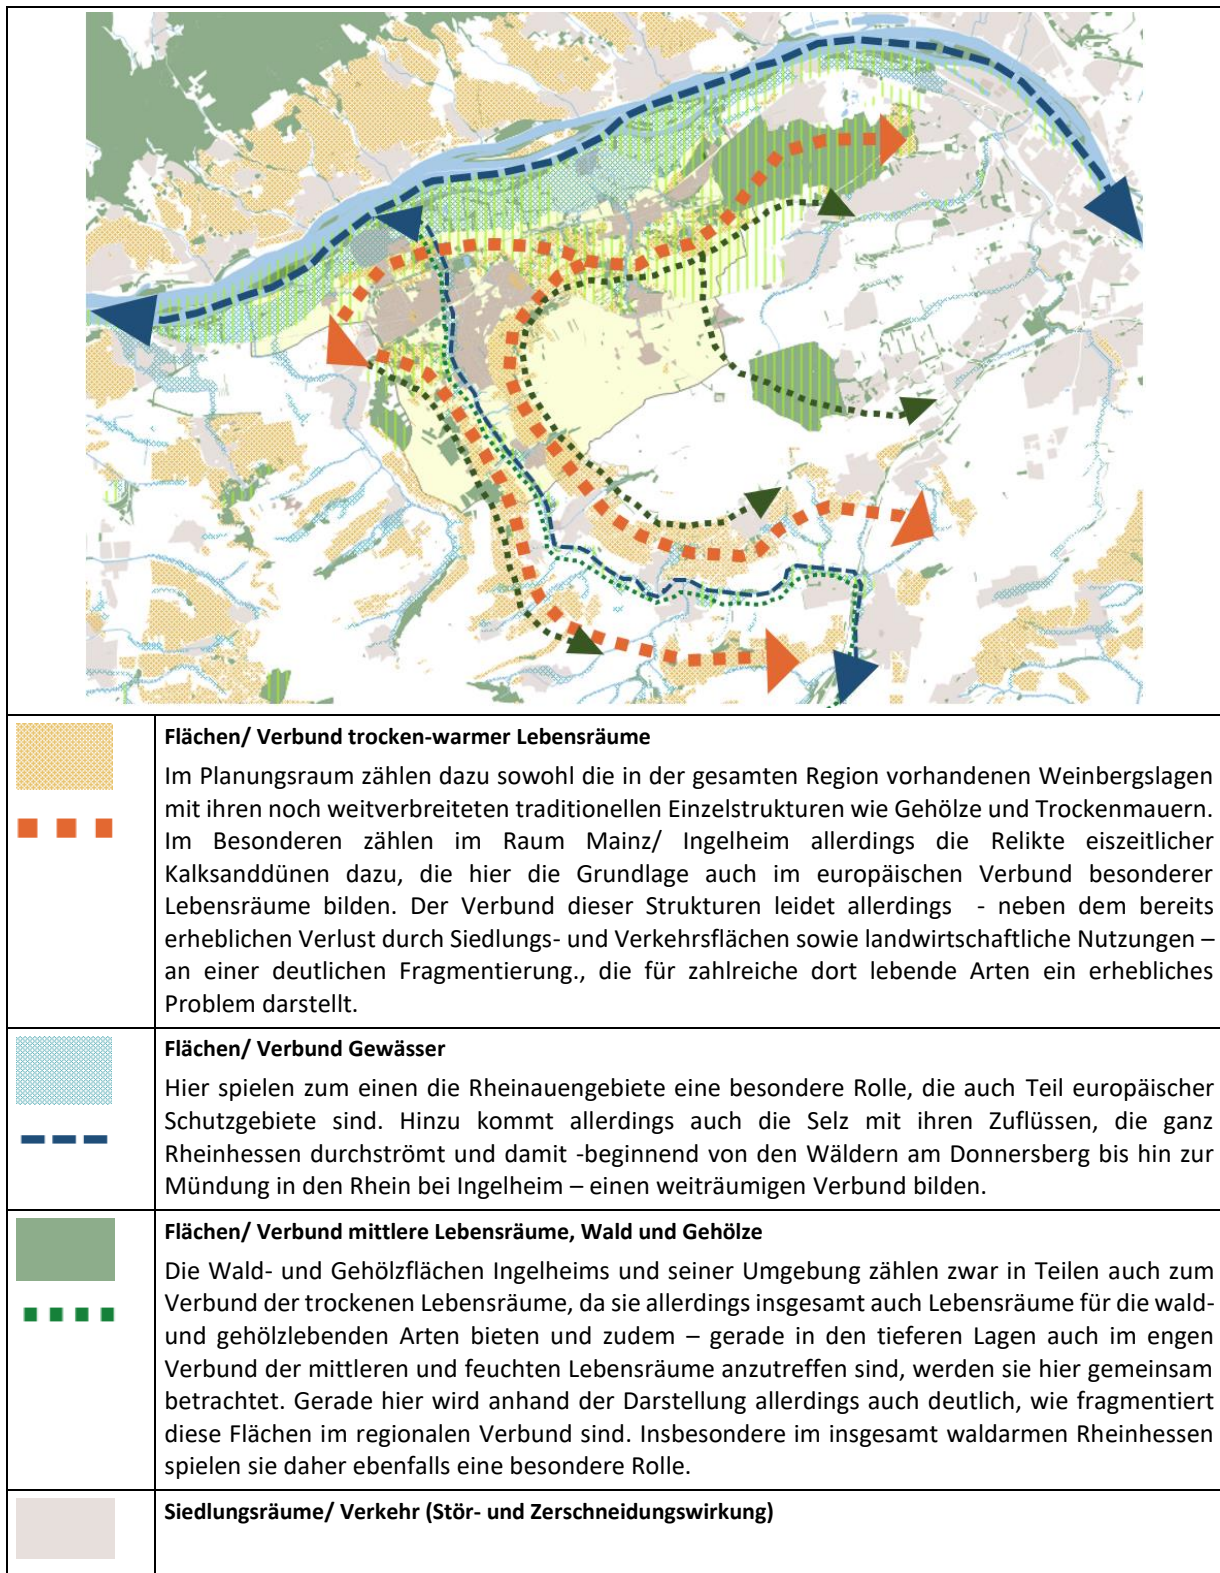 Flächen/ Verbund trocken-warmer Lebensräume
Im Planungsraum zählen dazu sowohl die in der gesamten Region vorhandenen Weinbergslagen
mit ihren noch weitverbreiteten traditionellen Einzelstrukturen wie Gehölze und Trockenmauern.
Im Besonderen zählen im Raum Mainz/ Ingelheim allerdings die Relikte eiszeitlicher
Kalksanddünen dazu, die hier die Grundlage auch im europäischen Verbund besonderer
Lebensräume bilden. Der Verbund dieser Strukturen leidet allerdings - neben dem bereits
erheblichen Verlust durch Siedlungs- und Verkehrsflächen sowie landwirtschaftliche Nutzungen –
an einer deutlichen Fragmentierung., die für zahlreiche dort lebende Arten ein erhebliches
Problem darstellt.
Flächen/ Verbund Gewässer
Hier spielen zum einen die Rheinauengebiete eine besondere Rolle, die auch Teil europäischer
Schutzgebiete sind. Hinzu kommt allerdings auch die Selz mit ihren Zuflüssen, die ganz
Rheinhessen durchströmt und damit -beginnend von den Wäldern am Donnersberg bis hin zur
Mündung in den Rhein bei Ingelheim – einen weiträumigen Verbund bilden.
Flächen/ Verbund mittlere Lebensräume, Wald und Gehölze
Die Wald- und Gehölzflächen Ingelheims und seiner Umgebung zählen zwar in Teilen auch zum
Verbund der trockenen Lebensräume, da sie allerdings insgesamt auch Lebensräume für die wald-
und gehölzlebenden Arten bieten und zudem – gerade in den tieferen Lagen auch im engen
Verbund der mittleren und feuchten Lebensräume anzutreffen sind, werden sie hier gemeinsam
betrachtet. Gerade hier wird anhand der Darstellung allerdings auch deutlich, wie fragmentiert
diese Flächen im regionalen Verbund sind. Insbesondere im insgesamt waldarmen Rheinhessen
spielen sie daher ebenfalls eine besondere Rolle.
Siedlungsräume/ Verkehr (Stör- und Zerschneidungswirkung)